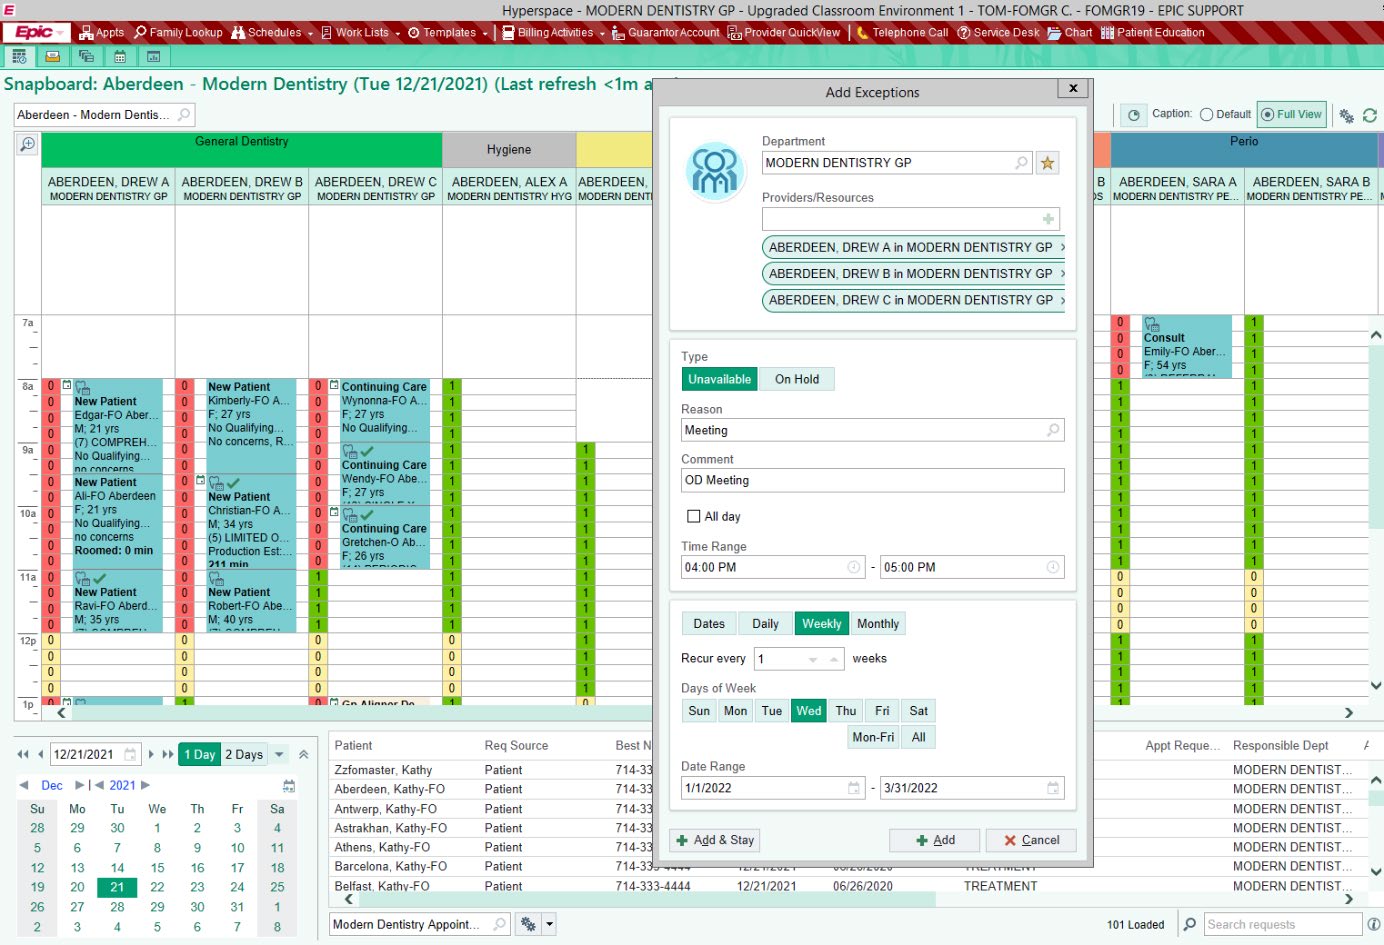 Hyperspace - MODERN DENTISTRY GP - Upgraded Classroom Environment 1 - TOM-FOMGR C. - FOMGR19 - EPIC SUPPORT
Epic Appts Family Lookup Schedules Work Lists Templates Billing Activities Guarantor Account Provider QuickView Telephone Call Service Desk Chart Patient Education
Snapboard: Aberdeen - Modern Dentistry (Tue 12/21/2021) (Last refresh <1m a
Aberdeen - Modern Dentis...
Caption: Default Full View
General Dentistry Hygiene Perio
ABERDEEN, DREW A ABERDEEN, DREW B ABERDEEN, DREW C ABERDEEN, ALEX A ABERDEEN, B ABERDEEN, SARA A ABERDEEN, SARA B
MODERN DENTISTRY GP MODERN DENTISTRY GP MODERN DENTISTRY GP MODERN DENTISTRY HYG MODERN DENTI DS MODERN DENTISTRY PE... MODERN DENTISTRY PE...
7a
8a
9a
10a
11a
12p
1p
New Patient
Edgar-FO Aber...
M; 21 yrs
(7) COMPREH...
No Qualifying...
no concerns
New Patient
Ali-FO Aberdeen
F; 21 yrs
No Qualifying...
no concerns
Roomed: 0 min
New Patient
Ravi-FO Aberd...
M; 35 yrs
New Patient
Kimberly-FO A...
F; 27 yrs
No Qualifying...
No concerns, R...
New Patient
Christian-FO A...
M; 34 yrs
(5) LIMITED O...
Production Est:...
211 min
New Patient
Robert-FO Abe...
M; 40 yrs
Continuing Care
Wynonna-FO A...
F; 27 yrs
No Qualifying...
Continuing Care
Wendy-FO Abe...
F; 27 yrs
Continuing Care
Gretchen-O Ab...
F; 26 yrs
Gp Aligner De...
Consult
Emily-FO Aber...
F; 54 yrs
Add Exceptions
Department
MODERN DENTISTRY GP
Providers/Resources
ABERDEEN, DREW A in MODERN DENTISTRY GP
ABERDEEN, DREW B in MODERN DENTISTRY GP
ABERDEEN, DREW C in MODERN DENTISTRY GP
Type
Unavailable On Hold
Reason
Meeting
Comment
OD Meeting
All day
Time Range
04:00 PM - 05:00 PM
Dates Daily Weekly Monthly
Recur every 1 weeks
Days of Week
Sun Mon Tue Wed Thu Fri Sat
Mon-Fri All
Date Range
1/1/2022 - 3/31/2022
Add & Stay Add Cancel
12/21/2021 1 Day 2 Days
Dec 2021
Su Mo Tu We Th Fr Sa
28 29 30 1 2 3 4
5 6 7 8 9 10 11
12 13 14 15 16 17 18
19 20 21 22 23 24 25
26 27 28 29 30 31 1
2 3 4 5 6 7 8
Patient Req Source Best N Appt Reque... Responsible Dept
Zzfomaster, Kathy Patient 714-33 MODERN DENTIST...
Aberdeen, Kathy-FO Patient 714-33 MODERN DENTIST...
Antwerp, Kathy-FO Patient 714-33 MODERN DENTIST...
Astrakhan, Kathy-FO Patient 714-33 MODERN DENTIST...
Athens, Kathy-FO Patient 714-33 MODERN DENTIST...
Barcelona, Kathy-FO Patient 714-333-4444 12/21/2021 06/26/2020 TREATMENT MODERN DENTIST...
Belfast, Kathy-FO Patient 714-333-4444 12/21/2021 06/26/2020 TREATMENT MODERN DENTIST...
Modern Dentistry Appoint...
101 Loaded Search requests